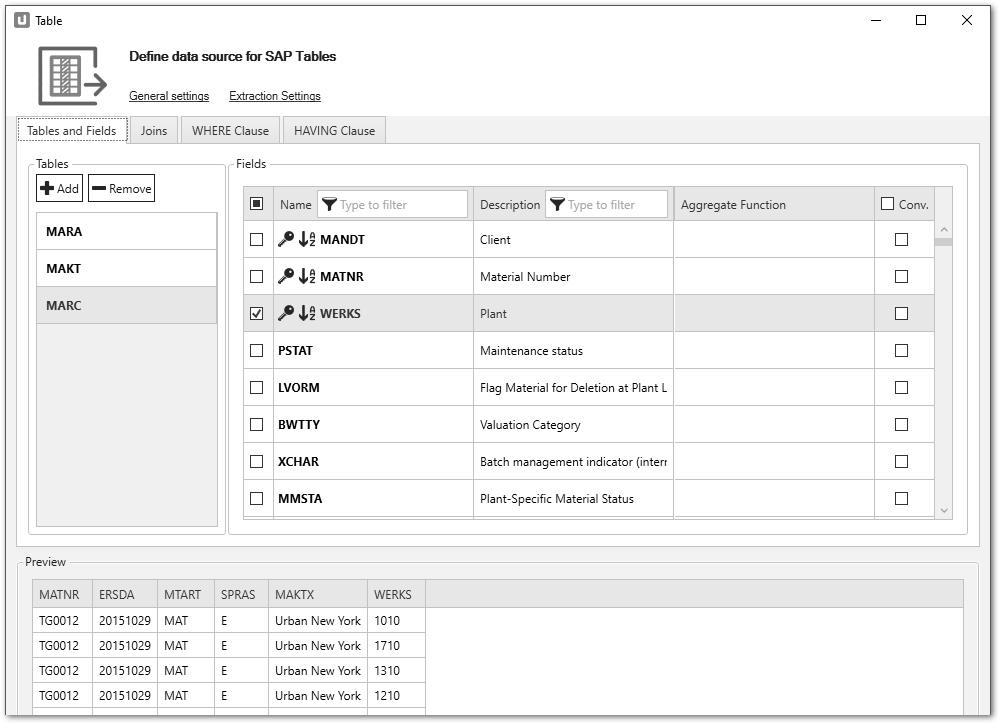 Table
Define data source for SAP Tables
General settings Extraction Settings
Tables and Fields Joins WHERE Clause HAVING Clause
Tables
Add Remove
MARA
MAKT
MARC
Fields
Name Type to filter Description Type to filter Aggregate Function Conv.
MANDT Client
MATNR Material Number
WERKS Plant
PSTAT Maintenance status
LVORM Flag Material for Deletion at Plant L
BWTTY Valuation Category
XCHAR Batch management indicator (interr
MMSTA Plant-Specific Material Status
Preview
MATNR ERSDA MTART SPRAS MAKTX WERKS
TG0012 20151029 MAT E Urban New York 1010
TG0012 20151029 MAT E Urban New York 1710
TG0012 20151029 MAT E Urban New York 1310
TG0012 20151029 MAT E Urban New York 1210